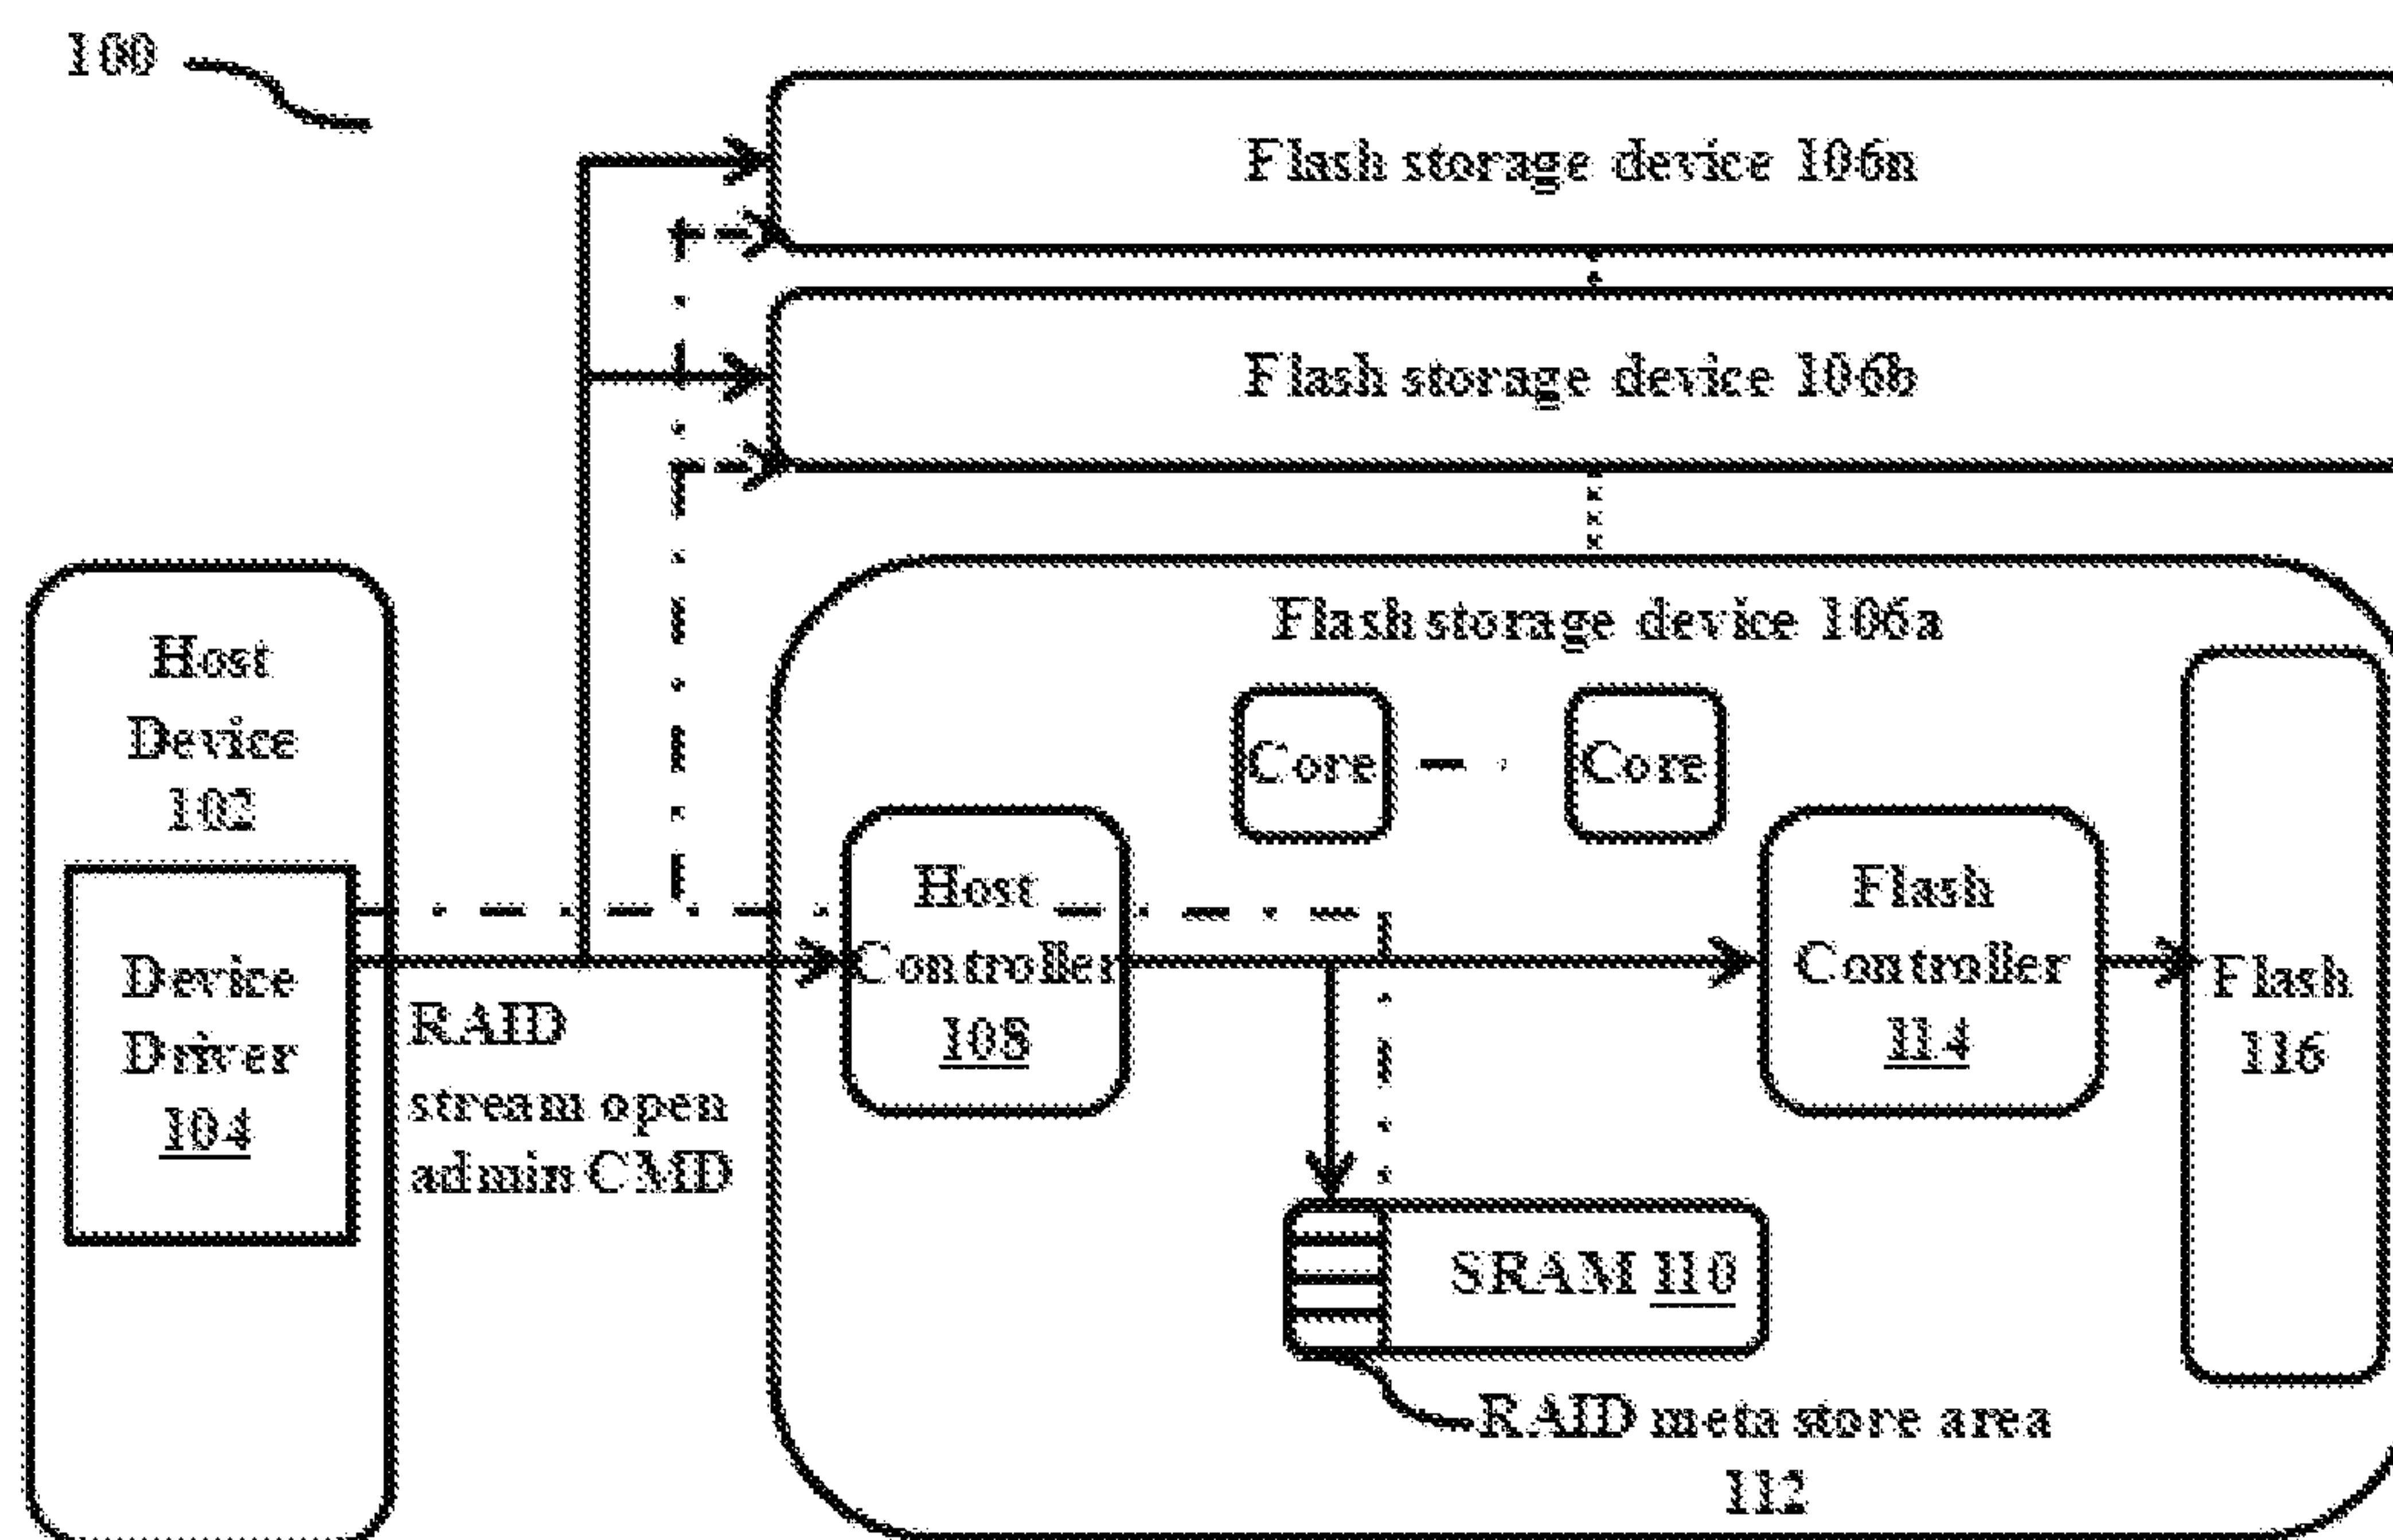 100
Flash storage device 106n
Flash storage device 106b
Flash storage device 106a
Host
Device
102
Device
Driver
104
RAID
stream open
admin CMD
Core
Core
Host
Controller
108
Flash
Controller
114
Flash
116
SRAM 110
RAID meta store area
112